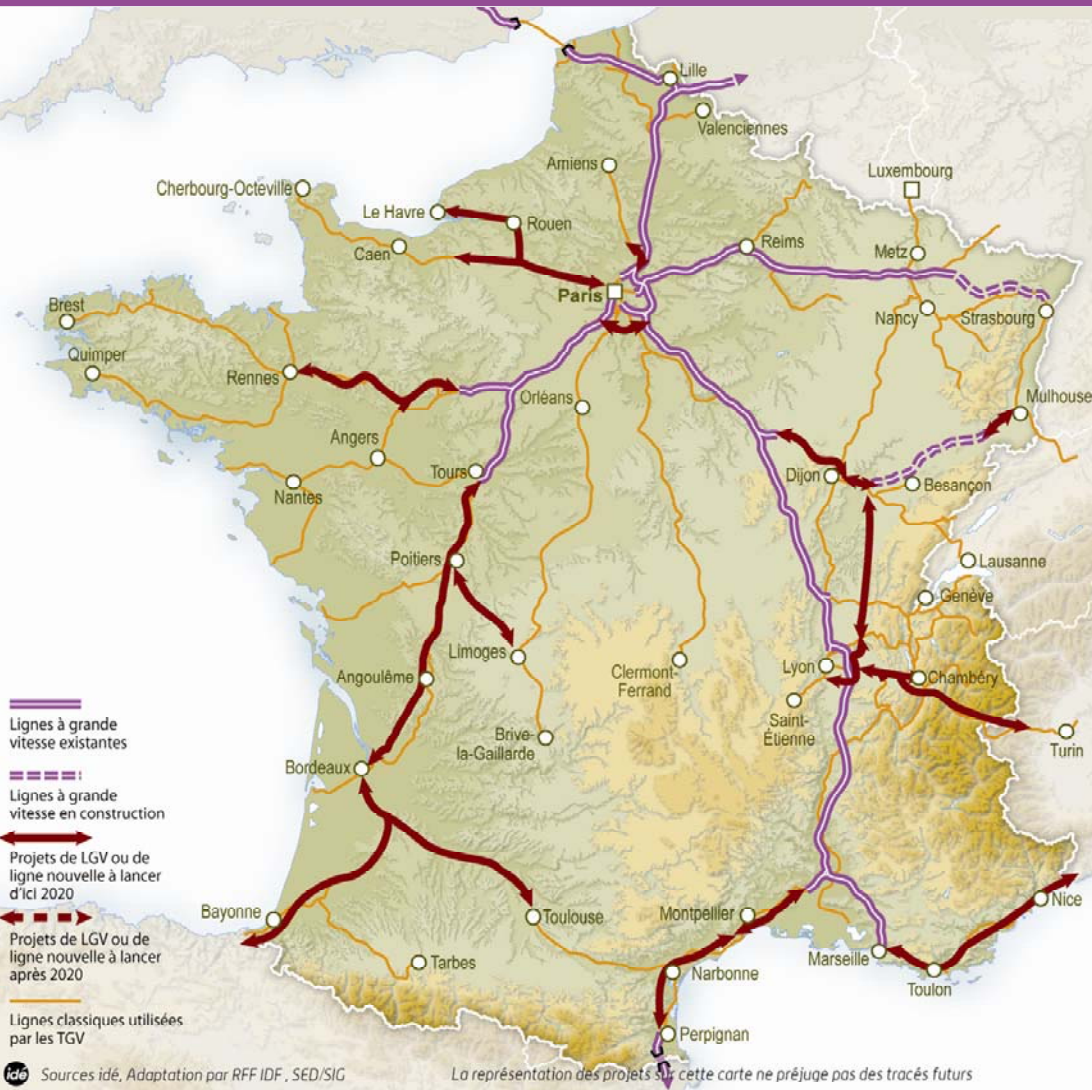 Lille
Valenciennes
Amiens
Luxembourg
Cherbourg-Octeville
Le Havre
Rouen
Caen
Reims
Metz
Paris
Nancy
Strasbourg
Brest
Quimper
Rennes
Orléans
Mulhouse
Angers
Tours
Dijon
Besançon
Nantes
Poitiers
Lausanne
Genève
Limoges
Clermont-
Ferrand
Lyon
Chambéry
Angoulême
Saint-
Étienne
Brive-
la-Gaillarde
Turin
Bordeaux
Bayonne
Toulouse
Montpellier
Nice
Tarbes
Narbonne
Marseille
Toulon
Perpignan
Lignes à grande
vitesse existantes
Lignes à grande
vitesse en construction
Projets de LGV ou de
ligne nouvelle à lancer
d'ici 2020
Projets de LGV ou de
ligne nouvelle à lancer
après 2020
Lignes classiques utilisées
par les TGV
idé Sources idé, Adaptation par RFF IDF , SED/SIG
La représentation des projets sur cette carte ne préjuge pas des tracés futurs